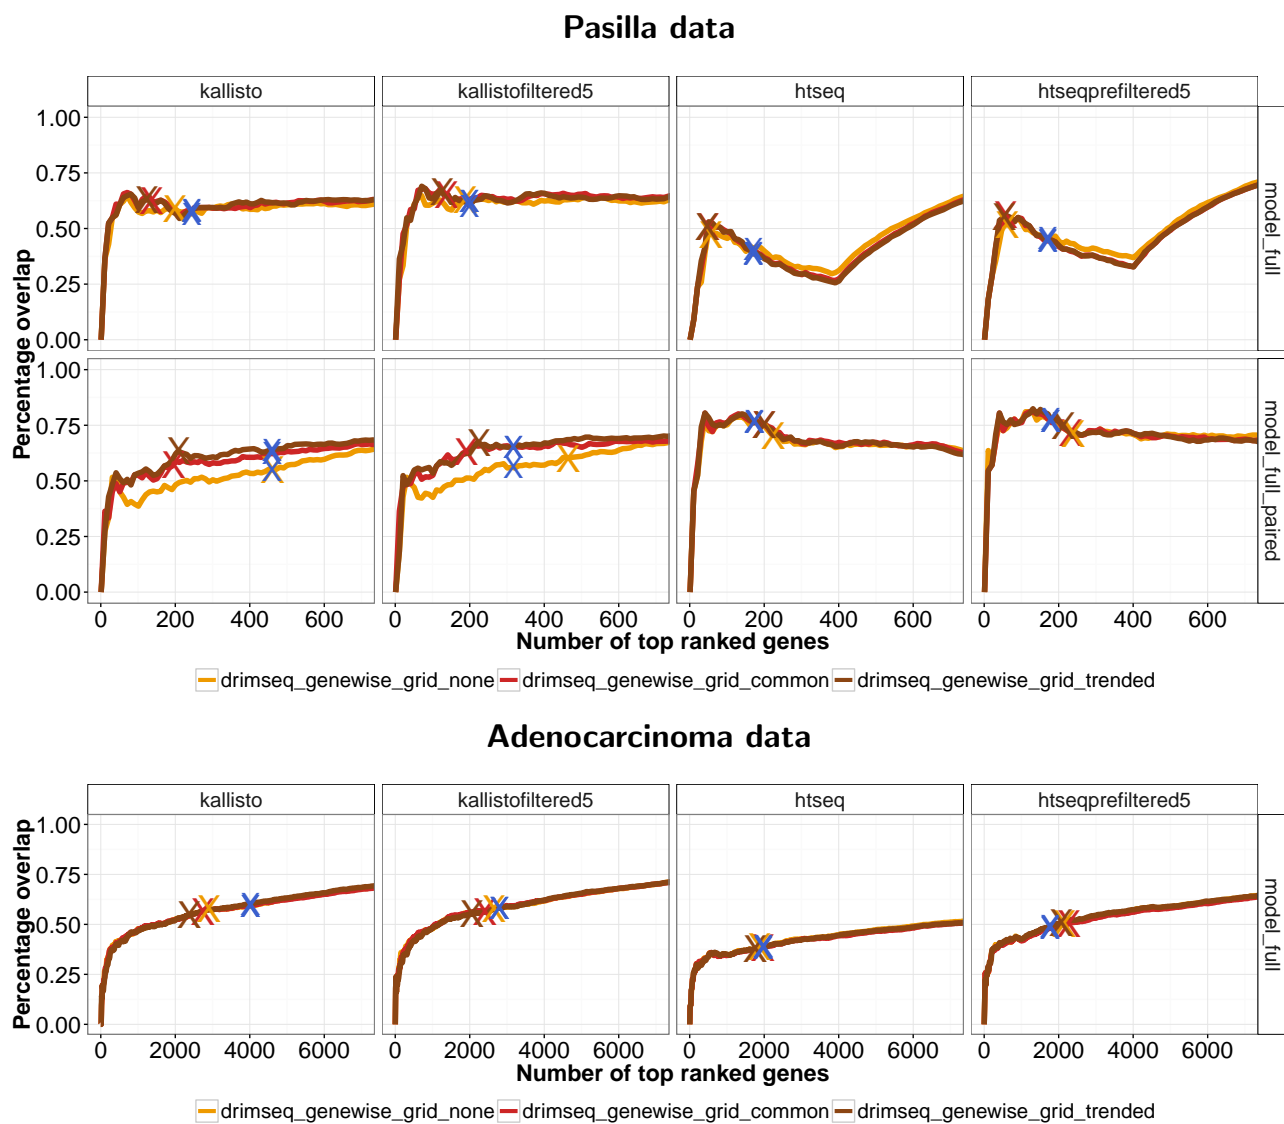 Pasilla data
kallisto kallistofiltered5 htseq htseqprefiltered5
1.00
0.75
0.50
0.25
0.00
model_full
1.00
0.75
0.50
0.25
0.00
model_full_paired
Percentage overlap
0 200 400 600 0 200 400 600 0 200 400 600 0 200 400 600
Number of top ranked genes
drimseq_genewise_grid_none drimseq_genewise_grid_common drimseq_genewise_grid_trended
Adenocarcinoma data
kallisto kallistofiltered5 htseq htseqprefiltered5
1.00
0.75
0.50
0.25
0.00
model_full
Percentage overlap
0 2000 4000 6000 0 2000 4000 6000 0 2000 4000 6000 0 2000 4000 6000
Number of top ranked genes
drimseq_genewise_grid_none drimseq_genewise_grid_common drimseq_genewise_grid_trended